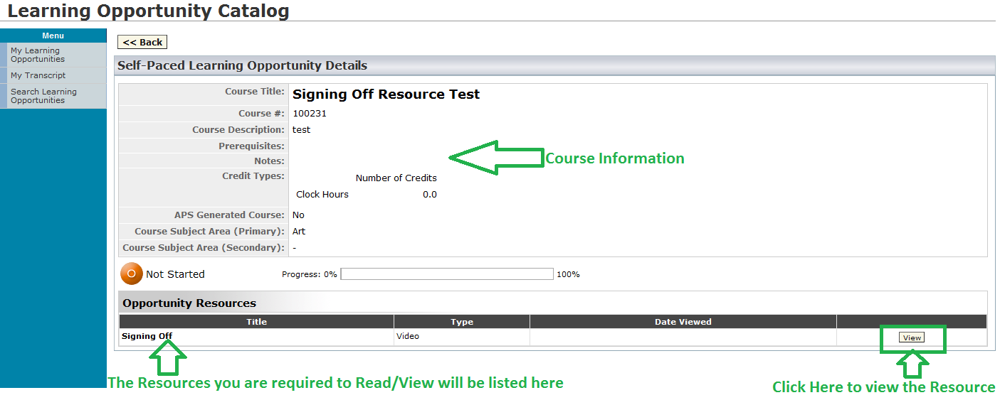 Learning Opportunity Catalog
Menu
My Learning
Opportunities
My Transcript
Search Learning
Opportunities
<< Back
Self-Paced Learning Opportunity Details
Course Title: Signing Off Resource Test
Course #: 100231
Course Description: test
Prerequisites:
Notes:
Course Information
Credit Types:
Number of Credits
Clock Hours 0.0
APS Generated Course: No
Course Subject Area (Primary): Art
Course Subject Area (Secondary): -
Not Started Progress: 0% 100%
Opportunity Resources
Title Type Date Viewed
Signing Off Video View
The Resources you are required to Read/View will be listed here
Click Here to view the Resource